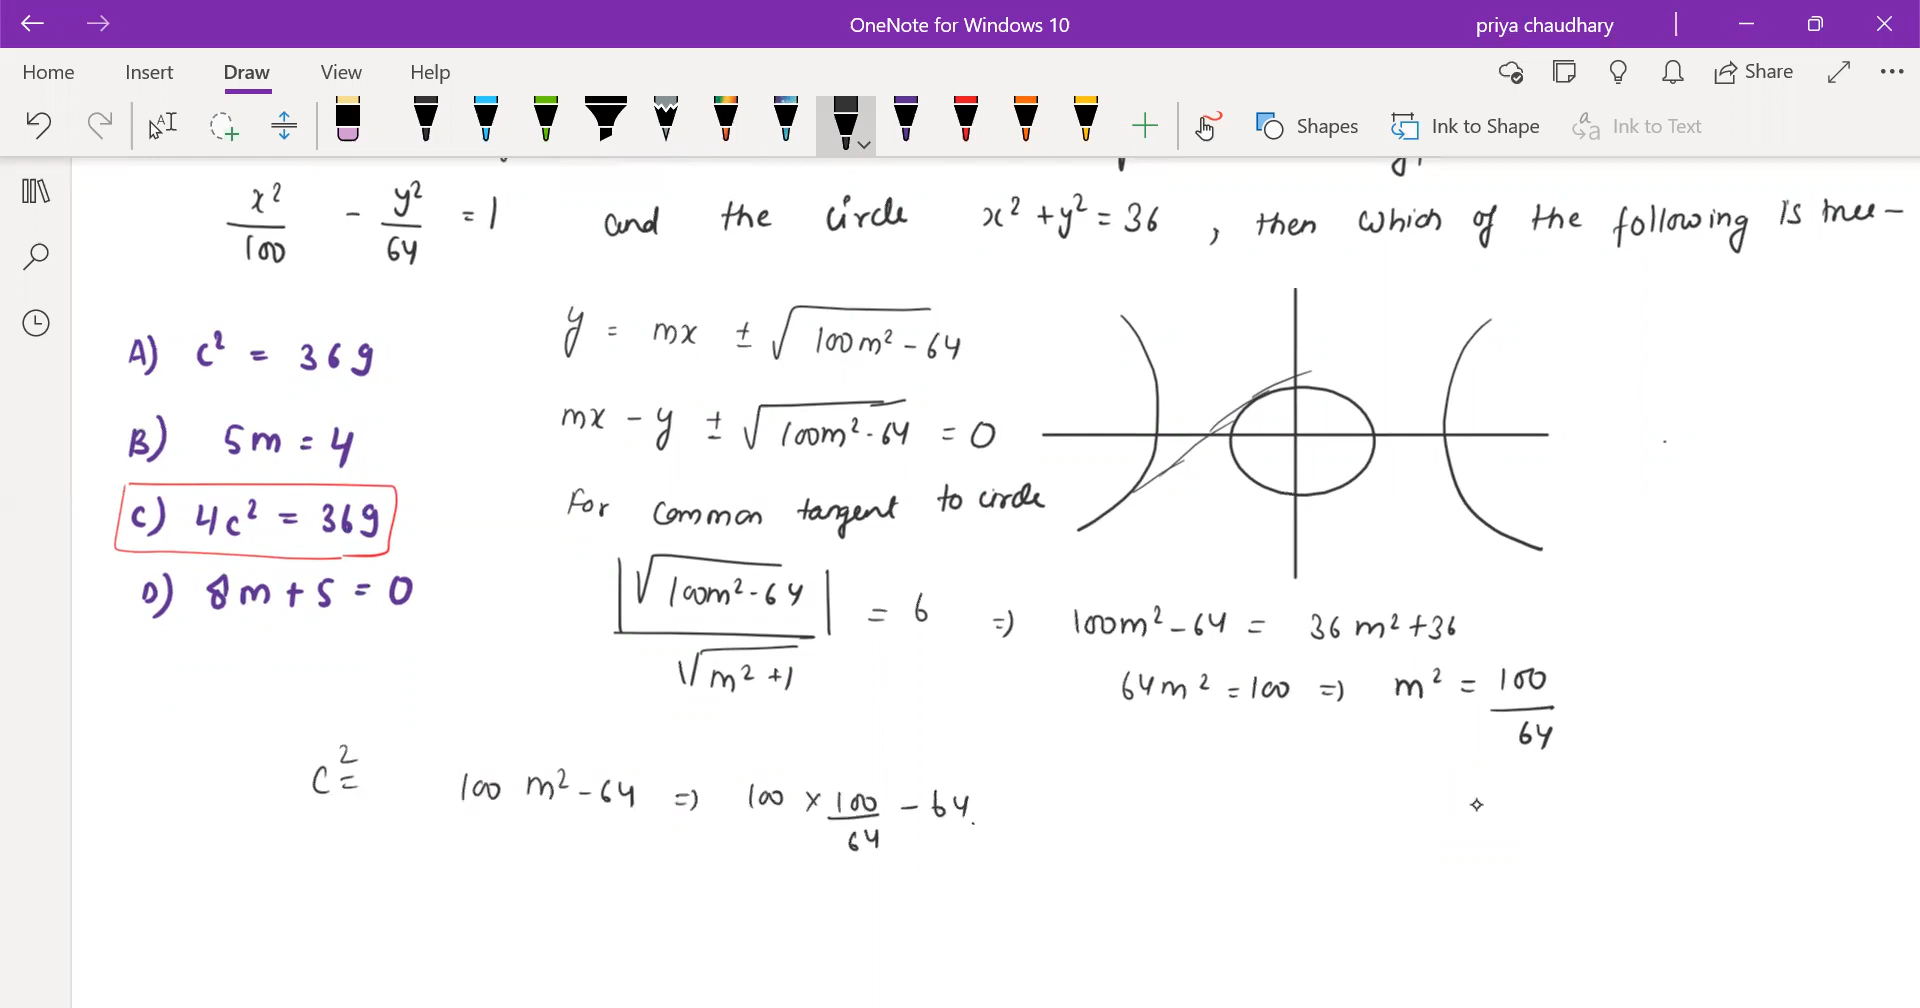 OneNote for Windows 10
priya chaudhary
Home Insert Draw View Help
Share
Shapes Ink to Shape Ink to Text
x²/100 - y²/64 = 1 and the circle x² + y² = 36 , then which of the following is true -
A) c² = 369
B) 5m = 4
C) 4c² = 369
D) 8m + 5 = 0
y = mx ± √(100m² - 64)
mx - y ± √(100m² - 64) = 0
For common tangent to circle
|√(100m² - 64)| / √(m² + 1) = 6 => 100m² - 64 = 36m² + 36
64m² = 100 => m² = 100/64
c² = 100m² - 64 => 100 × 100/64 - 64.